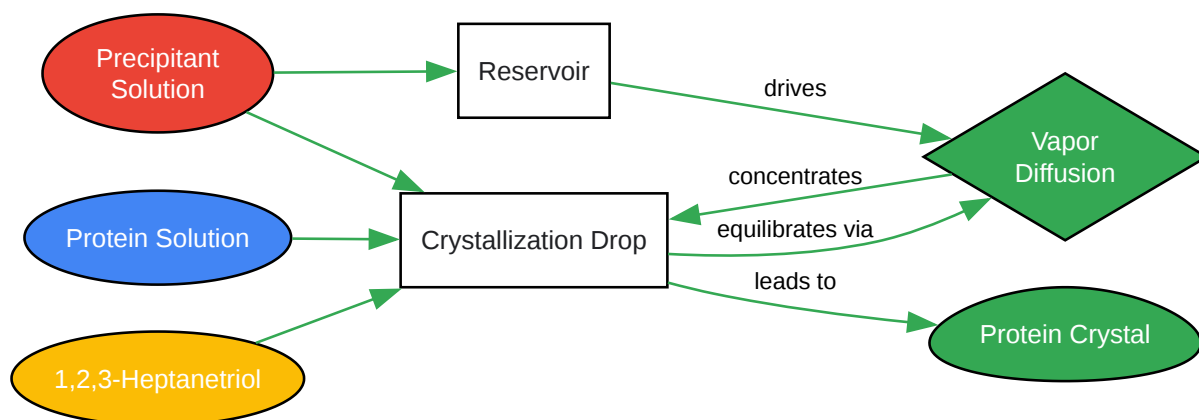 Precipitant
Solution
Reservoir
drives
Vapor
Diffusion
concentrates
Protein Solution
Crystallization Drop
equilibrates via
leads to
Protein Crystal
1,2,3-Heptanetriol